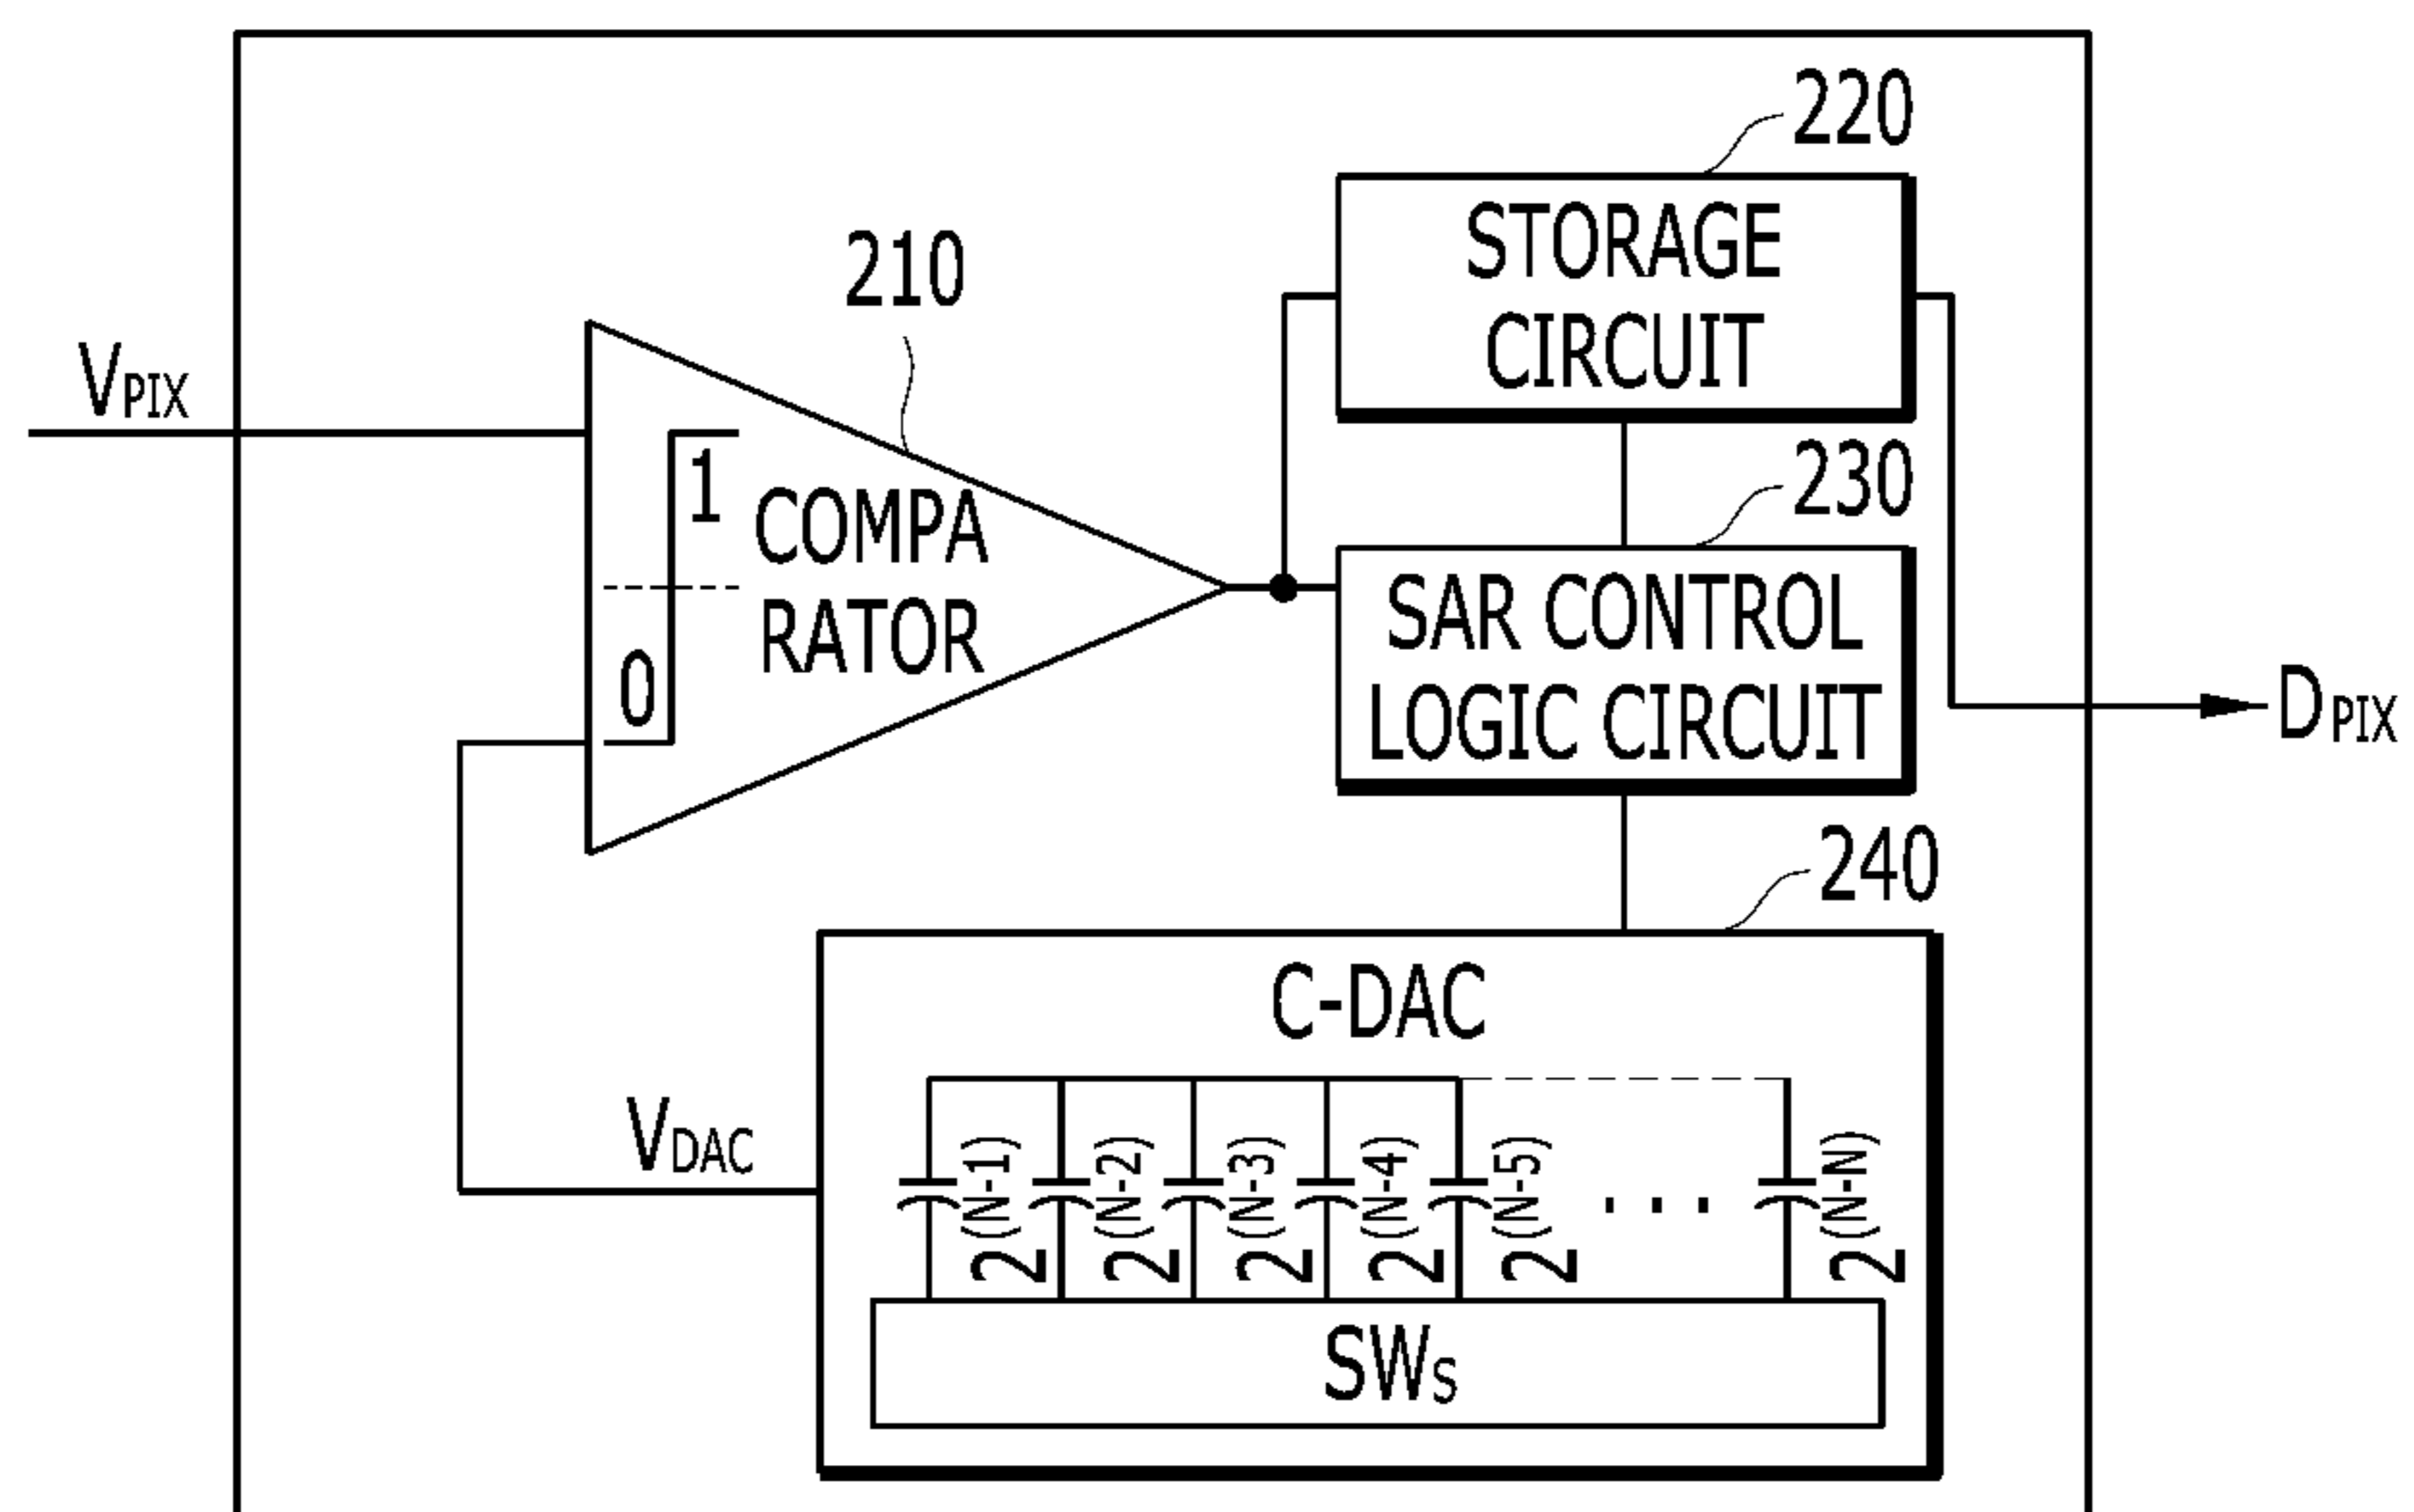 220
STORAGE
CIRCUIT
210
VPIX
230
1
COMPA
RATOR
0
SAR CONTROL
LOGIC CIRCUIT
DPIX
240
C-DAC
VDAC
2(N-1)
2(N-2)
2(N-3)
2(N-4)
2(N-5)
...
2(N-N)
SWS